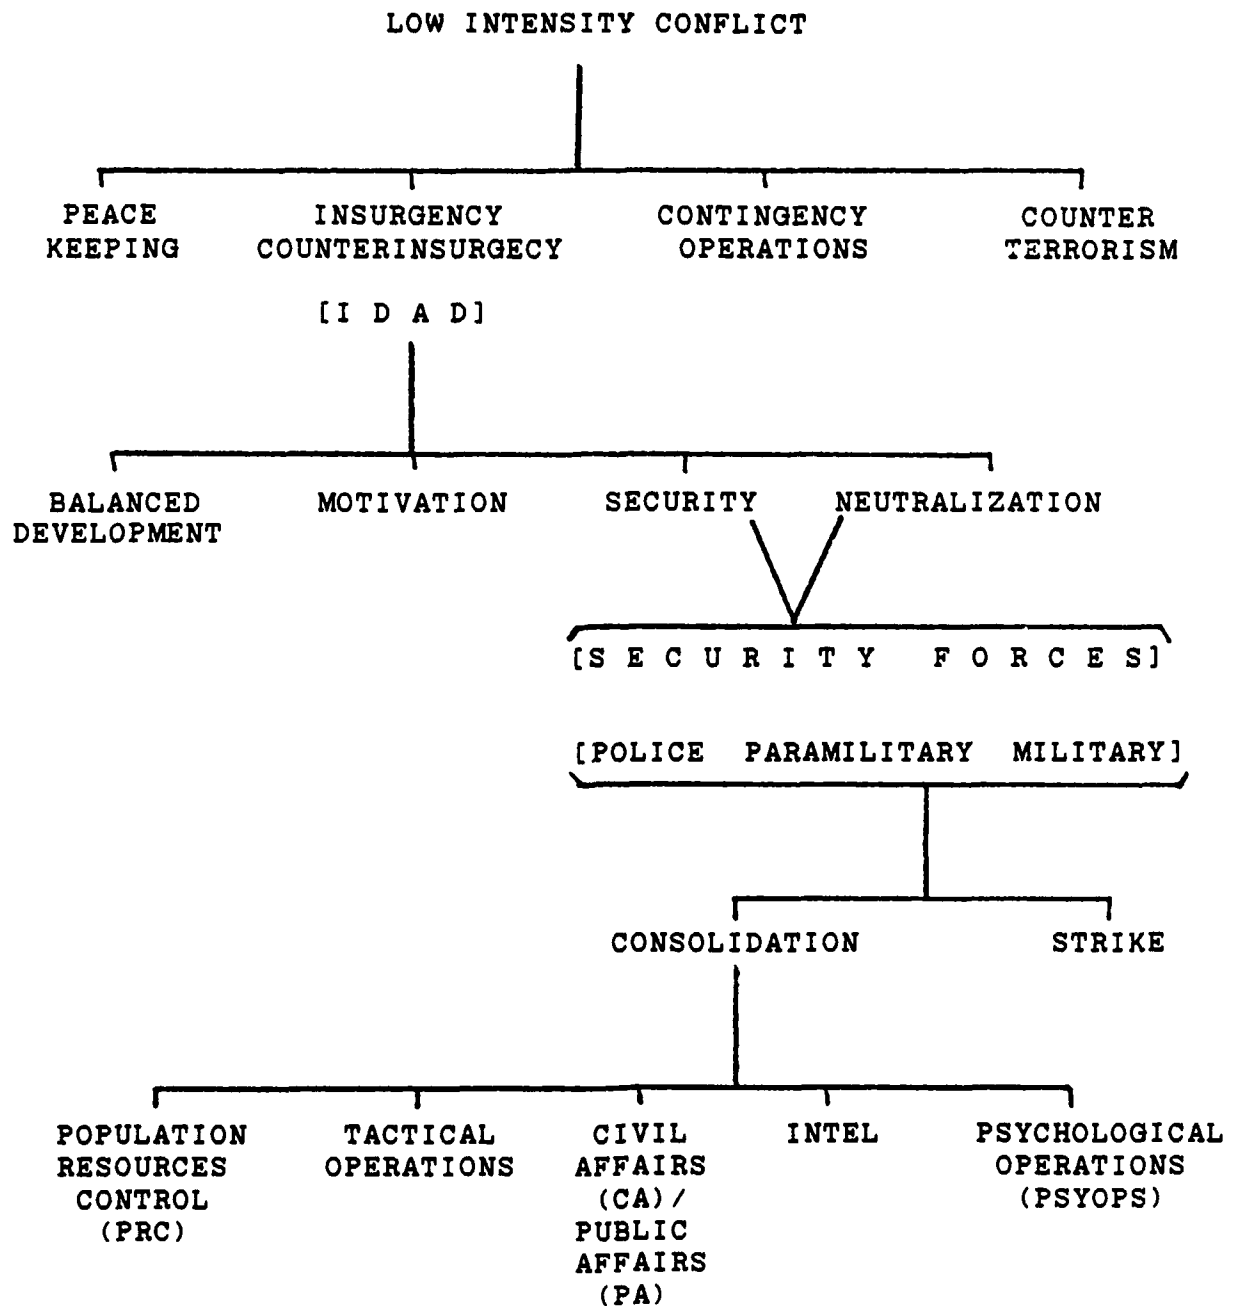 LOW INTENSITY CONFLICT
PEACE KEEPING
INSURGENCY COUNTERINSURGECY
CONTINGENCY OPERATIONS
COUNTER TERRORISM
[I D A D]
BALANCED DEVELOPMENT
MOTIVATION
SECURITY
NEUTRALIZATION
[S E C U R I T Y F O R C E S]
[POLICE PARAMILITARY MILITARY]
CONSOLIDATION
STRIKE
POPULATION
RESOURCES
CONTROL
(PRC)
TACTICAL
OPERATIONS
CIVIL
AFFAIRS
(CA)/
PUBLIC
AFFAIRS
(PA)
INTEL
PSYCHOLOGICAL
OPERATIONS
(PSYOPS)